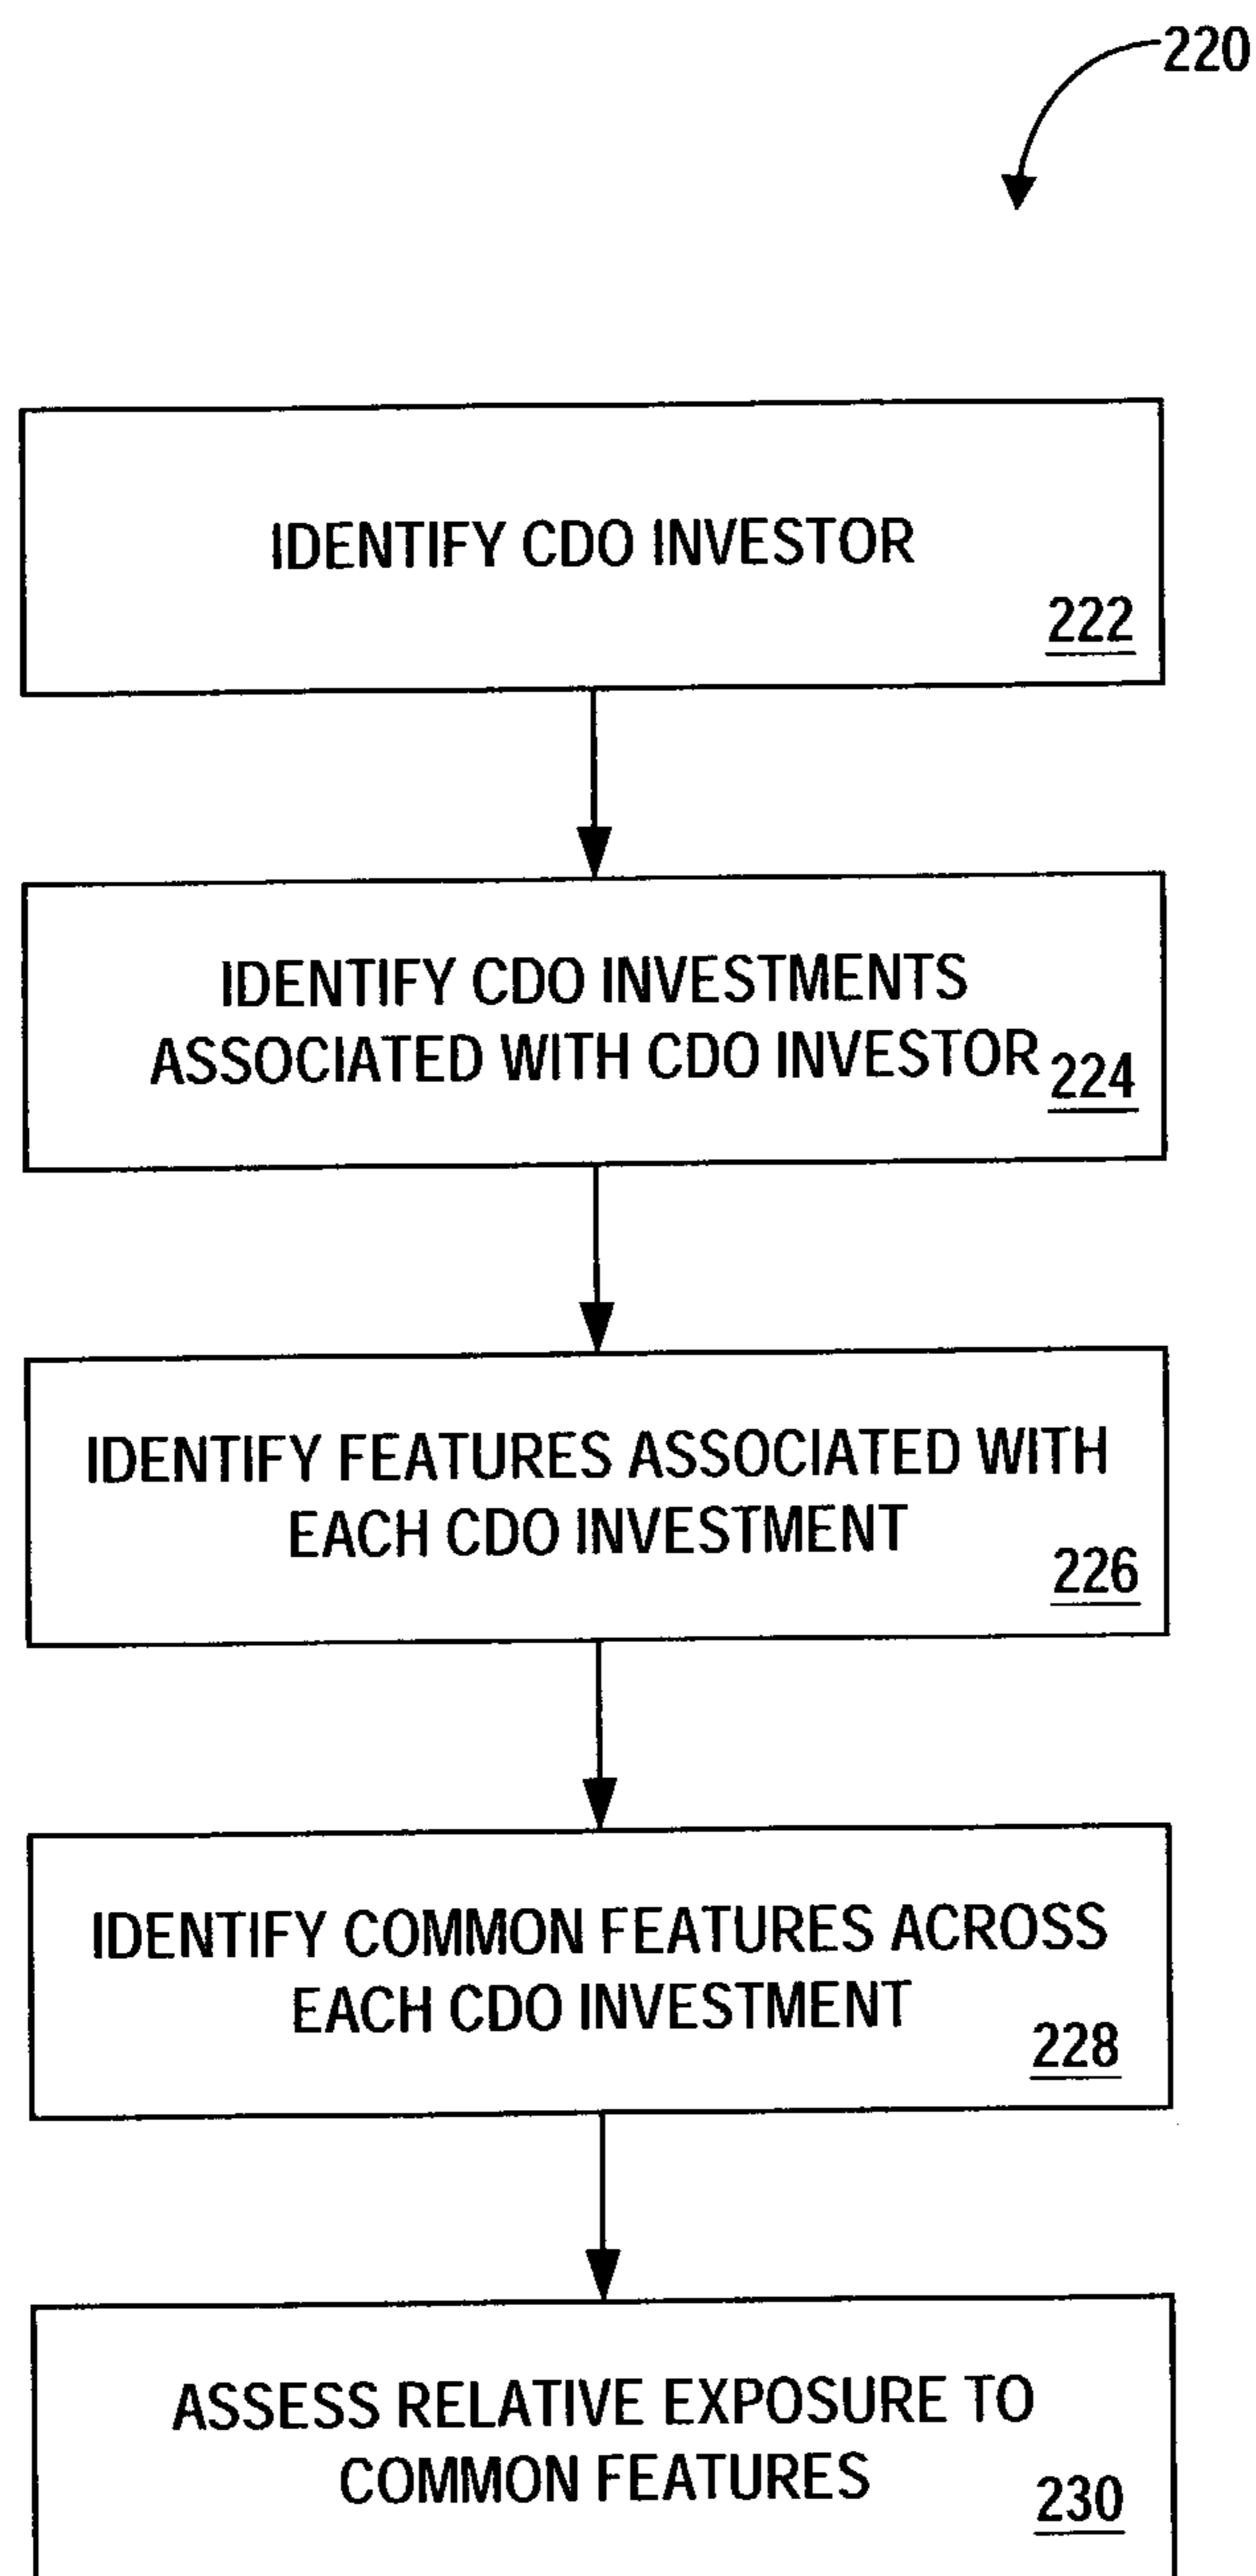 220
IDENTIFY CDO INVESTOR
222
IDENTIFY CDO INVESTMENTS
ASSOCIATED WITH CDO INVESTOR
224
IDENTIFY FEATURES ASSOCIATED WITH
EACH CDO INVESTMENT
226
IDENTIFY COMMON FEATURES ACROSS
EACH CDO INVESTMENT
228
ASSESS RELATIVE EXPOSURE TO
COMMON FEATURES
230